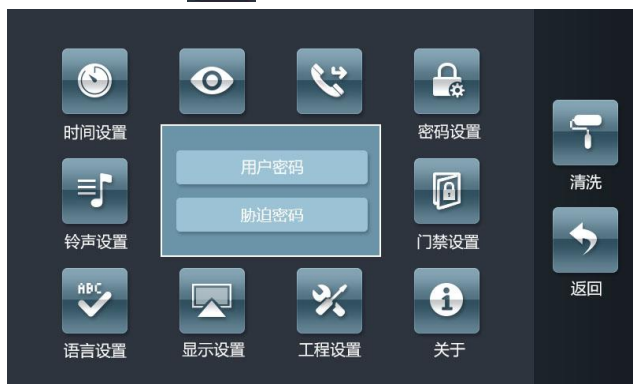 时间设置
密码设置
用户密码
胁迫密码
铃声设置
门禁设置
ABC
语言设置
显示设置
工程设置
关于
清洗
返回